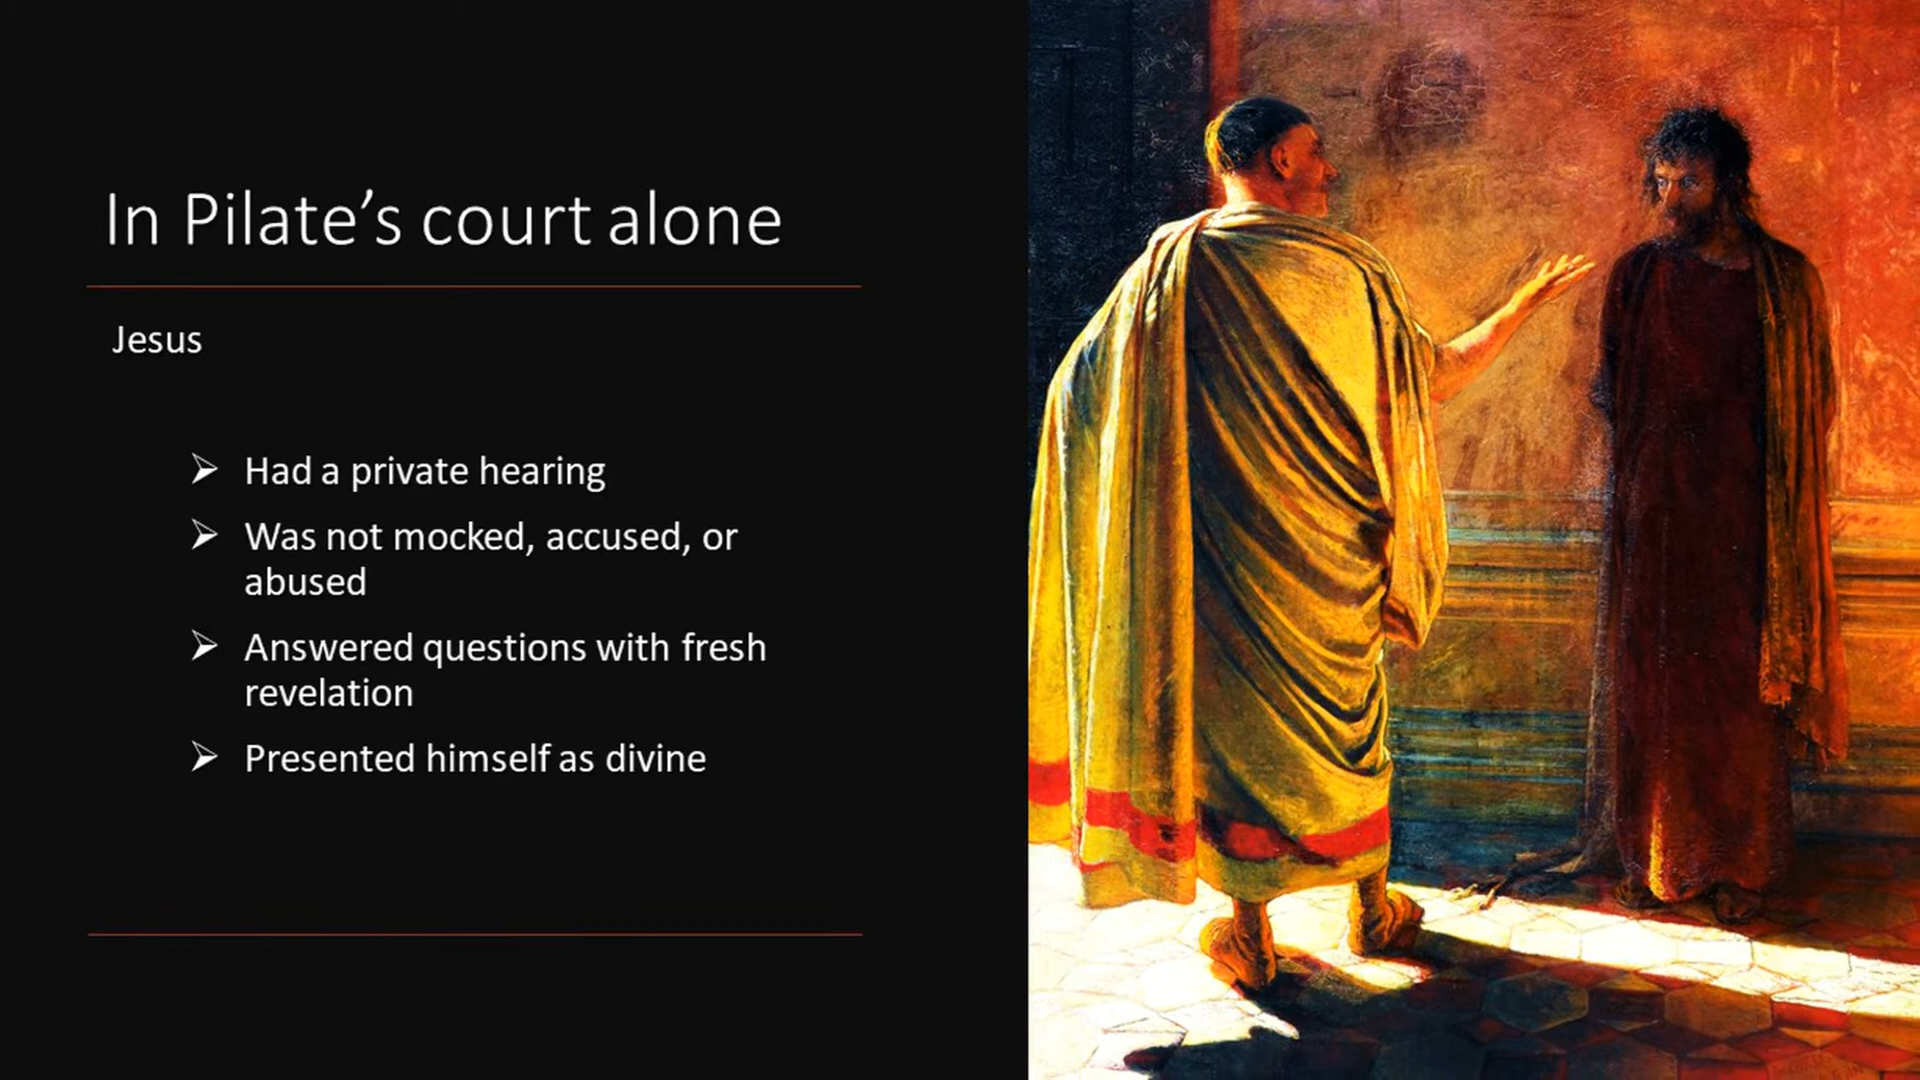 In Pilate’s court alone
Jesus
Had a private hearing
Was not mocked, accused, or
abused
Answered questions with fresh
revelation
Presented himself as divine